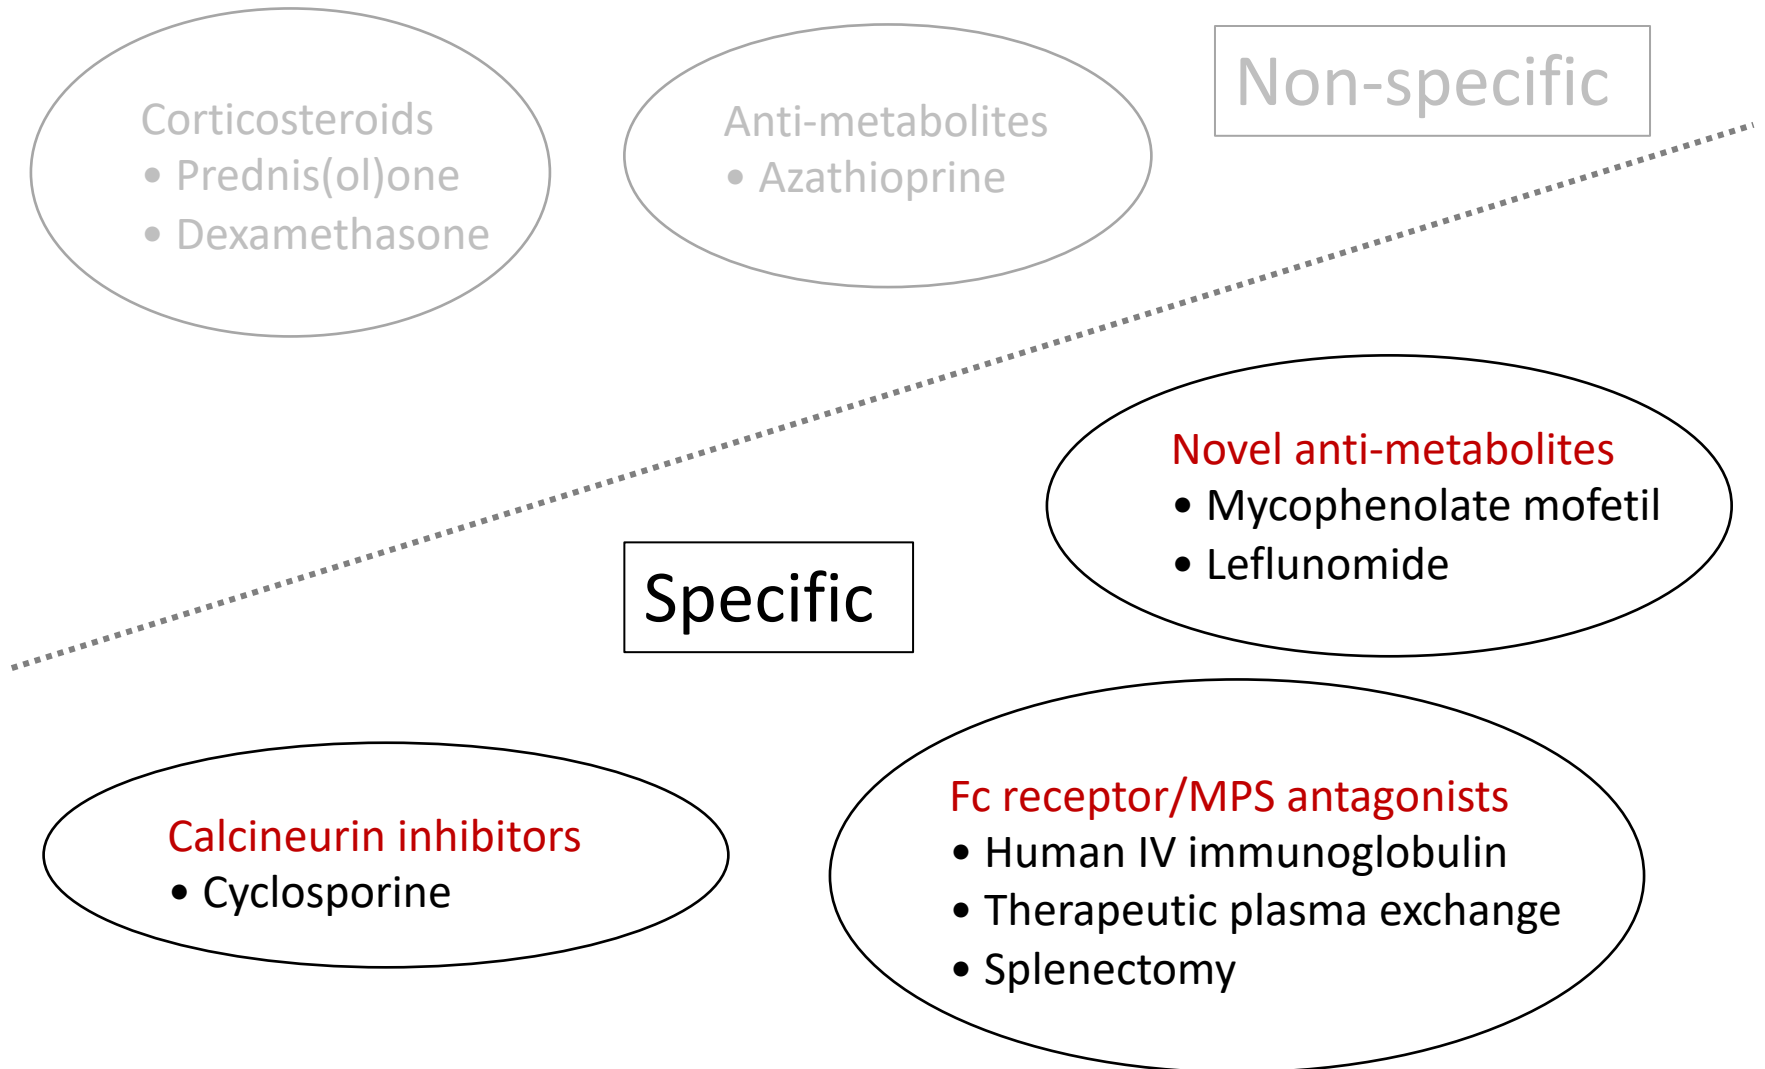 Corticosteroids
• Prednis(ol)one
• Dexamethasone
Anti-metabolites
• Azathioprine
Non-specific
Novel anti-metabolites
• Mycophenolate mofetil
• Leflunomide
Specific
Calcineurin inhibitors
• Cyclosporine
Fc receptor/MPS antagonists
• Human IV immunoglobulin
• Therapeutic plasma exchange
• Splenectomy